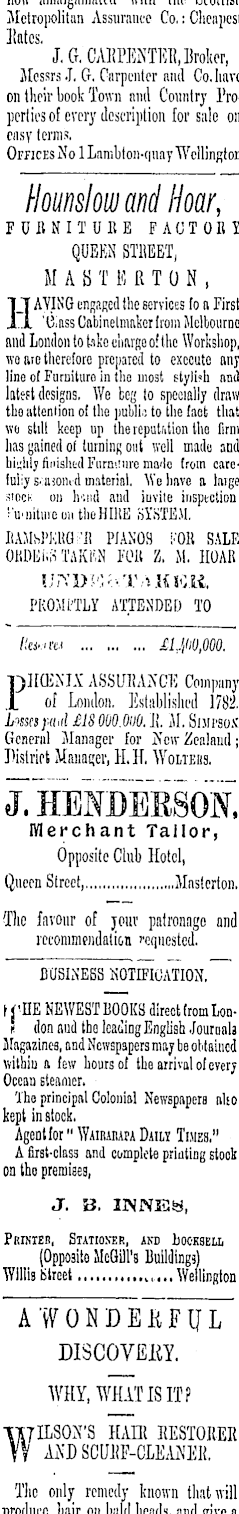 now amalgamated with the Scottish
Metropolitan Assurance Co.: Cheapest
Rates.
J. G. CARPENTER, Broker,
Messrs J. G. Carpenter and Co. have
on their book Town and Country Pro-
perties of every description for sale on
easy terms.
OFFICES No 1 Lambton-quay Wellington
Hounslow and Hoar,
FURNITURE FACTORY
QUEEN STREET,
MASTERTON,
HAVING engaged the services fo a First
Class Cabinetmaker from Melbourne
and London to take charge of the Workshop,
we are therefore prepared to execute any
line of Furniture in the most stylish and
latest designs. We beg to specially draw
the attention of the public to the fact that
we still keep up the reputation the firm
has gained of turning out well made and
highly finished Furniture made from care-
fully seasoned material. We have a large
stock on hand and invite inspection
Furniture on the HIRE SYSTEM.
RAMSPERGER PIANOS FOR SALE
ORDERS TAKEN FOR Z. M. HOAR
UNDERTAKER.
PROMPTLY ATTENDED TO
Reserves ... ... ... £1,400,000.
PHŒNIX ASSURANCE Company
of London. Established 1782.
Losses paid £18 000,000. R. M. SIMPSON
General Manager for New Zealand;
District Manager, H. H. WOLTERS.
J. HENDERSON,
Merchant Tailor,
Opposite Club Hotel,
Queen Street,....................Masterton.
The favour of your patronage and
recommendation requested.
BUSINESS NOTIFICATION.
THE NEWEST BOOKS direct from Lon-
don and the leading English Journals
Magazines, and Newspapers may be obtained
within a few hours of the arrival of every
Ocean steamer.
The principal Colonial Newspapers also
kept in stock.
Agent for " WAIRARAPA DAILY TIMES."
A first-class and complete printing stock
on the premises,
J. B. INNES,
PRINTER, STATIONER, AND BOOKSELL
(Opposite McGill's Buildings)
Willis Street ................ Wellington
A WONDERFUL
DISCOVERY.
WHY, WHAT IS IT?
WILSON'S HAIR RESTORER
AND SCURF-CLEANER.
The only remedy known that will
produce hair on bald heads, and give a